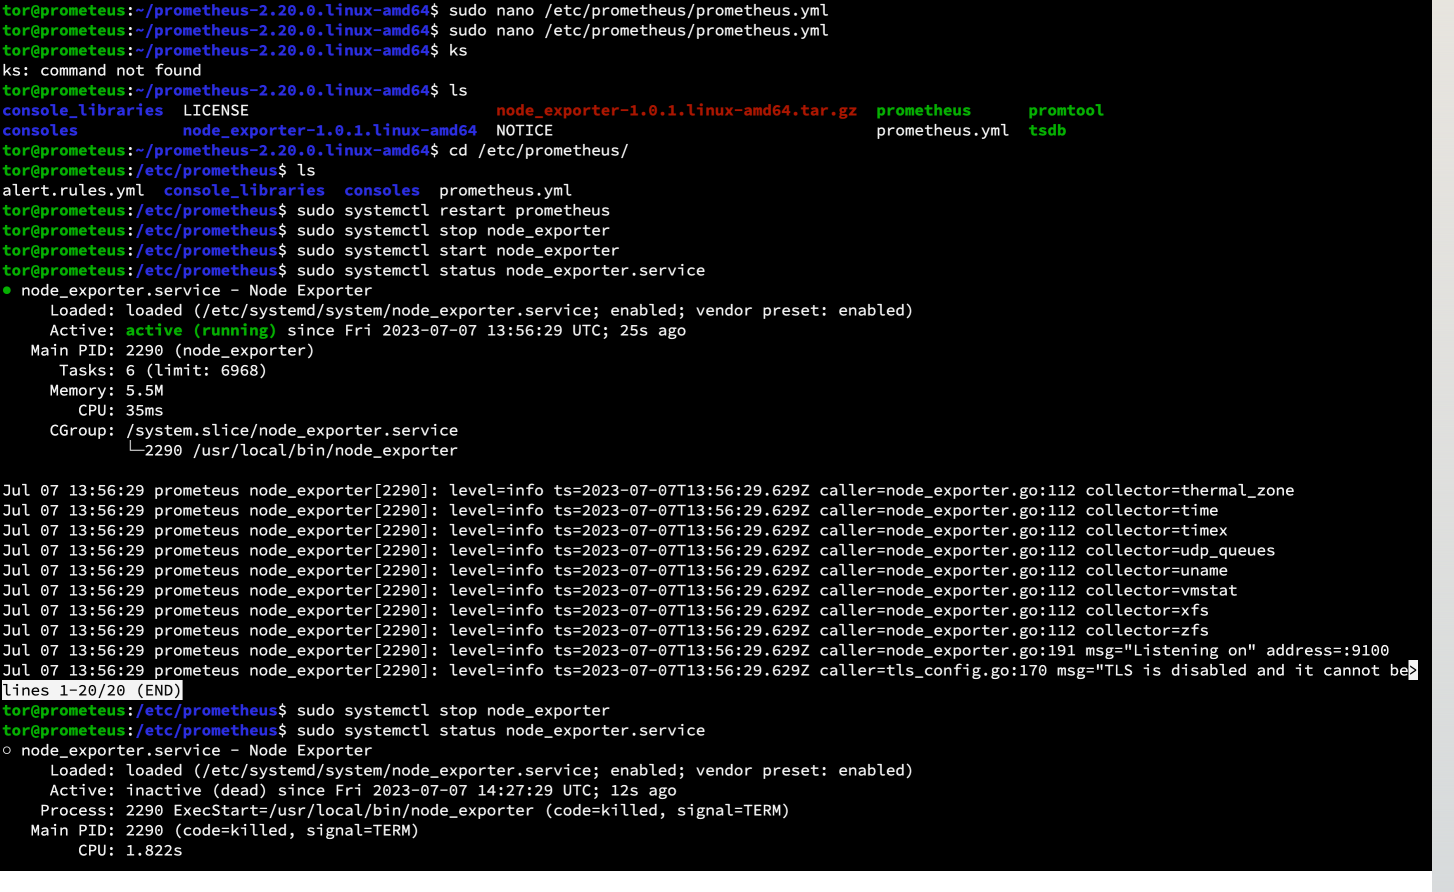 tor@prometeus:~/prometheus-2.20.0.linux-amd64$ sudo nano /etc/prometheus/prometheus.yml
tor@prometeus:~/prometheus-2.20.0.linux-amd64$ sudo nano /etc/prometheus/prometheus.yml
tor@prometeus:~/prometheus-2.20.0.linux-amd64$ ks
ks: command not found
tor@prometeus:~/prometheus-2.20.0.linux-amd64$ ls
console_libraries  LICENSE                          node_exporter-1.0.1.linux-amd64.tar.gz  prometheus      promtool
consoles           node_exporter-1.0.1.linux-amd64  NOTICE                                  prometheus.yml  tsdb
tor@prometeus:~/prometheus-2.20.0.linux-amd64$ cd /etc/prometheus/
tor@prometeus:/etc/prometheus$ ls
alert.rules.yml  console_libraries  consoles  prometheus.yml
tor@prometeus:/etc/prometheus$ sudo systemctl restart prometheus
tor@prometeus:/etc/prometheus$ sudo systemctl stop node_exporter
tor@prometeus:/etc/prometheus$ sudo systemctl start node_exporter
tor@prometeus:/etc/prometheus$ sudo systemctl status node_exporter.service
● node_exporter.service - Node Exporter
     Loaded: loaded (/etc/systemd/system/node_exporter.service; enabled; vendor preset: enabled)
     Active: active (running) since Fri 2023-07-07 13:56:29 UTC; 25s ago
   Main PID: 2290 (node_exporter)
      Tasks: 6 (limit: 6968)
     Memory: 5.5M
        CPU: 35ms
     CGroup: /system.slice/node_exporter.service
             └─2290 /usr/local/bin/node_exporter
Jul 07 13:56:29 prometeus node_exporter[2290]: level=info ts=2023-07-07T13:56:29.629Z caller=node_exporter.go:112 collector=thermal_zone
Jul 07 13:56:29 prometeus node_exporter[2290]: level=info ts=2023-07-07T13:56:29.629Z caller=node_exporter.go:112 collector=time
Jul 07 13:56:29 prometeus node_exporter[2290]: level=info ts=2023-07-07T13:56:29.629Z caller=node_exporter.go:112 collector=timex
Jul 07 13:56:29 prometeus node_exporter[2290]: level=info ts=2023-07-07T13:56:29.629Z caller=node_exporter.go:112 collector=udp_queues
Jul 07 13:56:29 prometeus node_exporter[2290]: level=info ts=2023-07-07T13:56:29.629Z caller=node_exporter.go:112 collector=uname
Jul 07 13:56:29 prometeus node_exporter[2290]: level=info ts=2023-07-07T13:56:29.629Z caller=node_exporter.go:112 collector=vmstat
Jul 07 13:56:29 prometeus node_exporter[2290]: level=info ts=2023-07-07T13:56:29.629Z caller=node_exporter.go:112 collector=xfs
Jul 07 13:56:29 prometeus node_exporter[2290]: level=info ts=2023-07-07T13:56:29.629Z caller=node_exporter.go:112 collector=zfs
Jul 07 13:56:29 prometeus node_exporter[2290]: level=info ts=2023-07-07T13:56:29.629Z caller=node_exporter.go:191 msg="Listening on" address=:9100
Jul 07 13:56:29 prometeus node_exporter[2290]: level=info ts=2023-07-07T13:56:29.629Z caller=tls_config.go:170 msg="TLS is disabled and it cannot be>
lines 1-20/20 (END)
tor@prometeus:/etc/prometheus$ sudo systemctl stop node_exporter
tor@prometeus:/etc/prometheus$ sudo systemctl status node_exporter.service
○ node_exporter.service - Node Exporter
     Loaded: loaded (/etc/systemd/system/node_exporter.service; enabled; vendor preset: enabled)
     Active: inactive (dead) since Fri 2023-07-07 14:27:29 UTC; 12s ago
    Process: 2290 ExecStart=/usr/local/bin/node_exporter (code=killed, signal=TERM)
   Main PID: 2290 (code=killed, signal=TERM)
        CPU: 1.822s